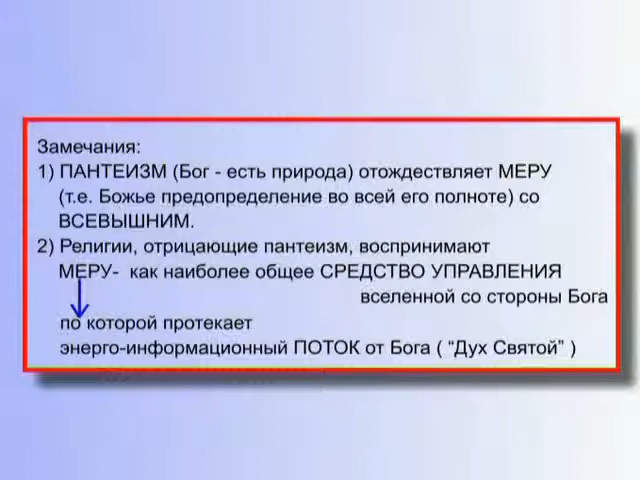 Замечания:
1) ПАНТЕИЗМ (Бог - есть природа) отождествляет МЕРУ
(т.е. Божье предопределение во всей его полноте) со
ВСЕВЫШНИМ.
2) Религии, отрицающие пантеизм, воспринимают
МЕРУ- как наиболее общее СРЕДСТВО УПРАВЛЕНИЯ
вселенной со стороны Бога
по которой протекает
энерго-информационный ПОТОК от Бога ( “Дух Святой” )